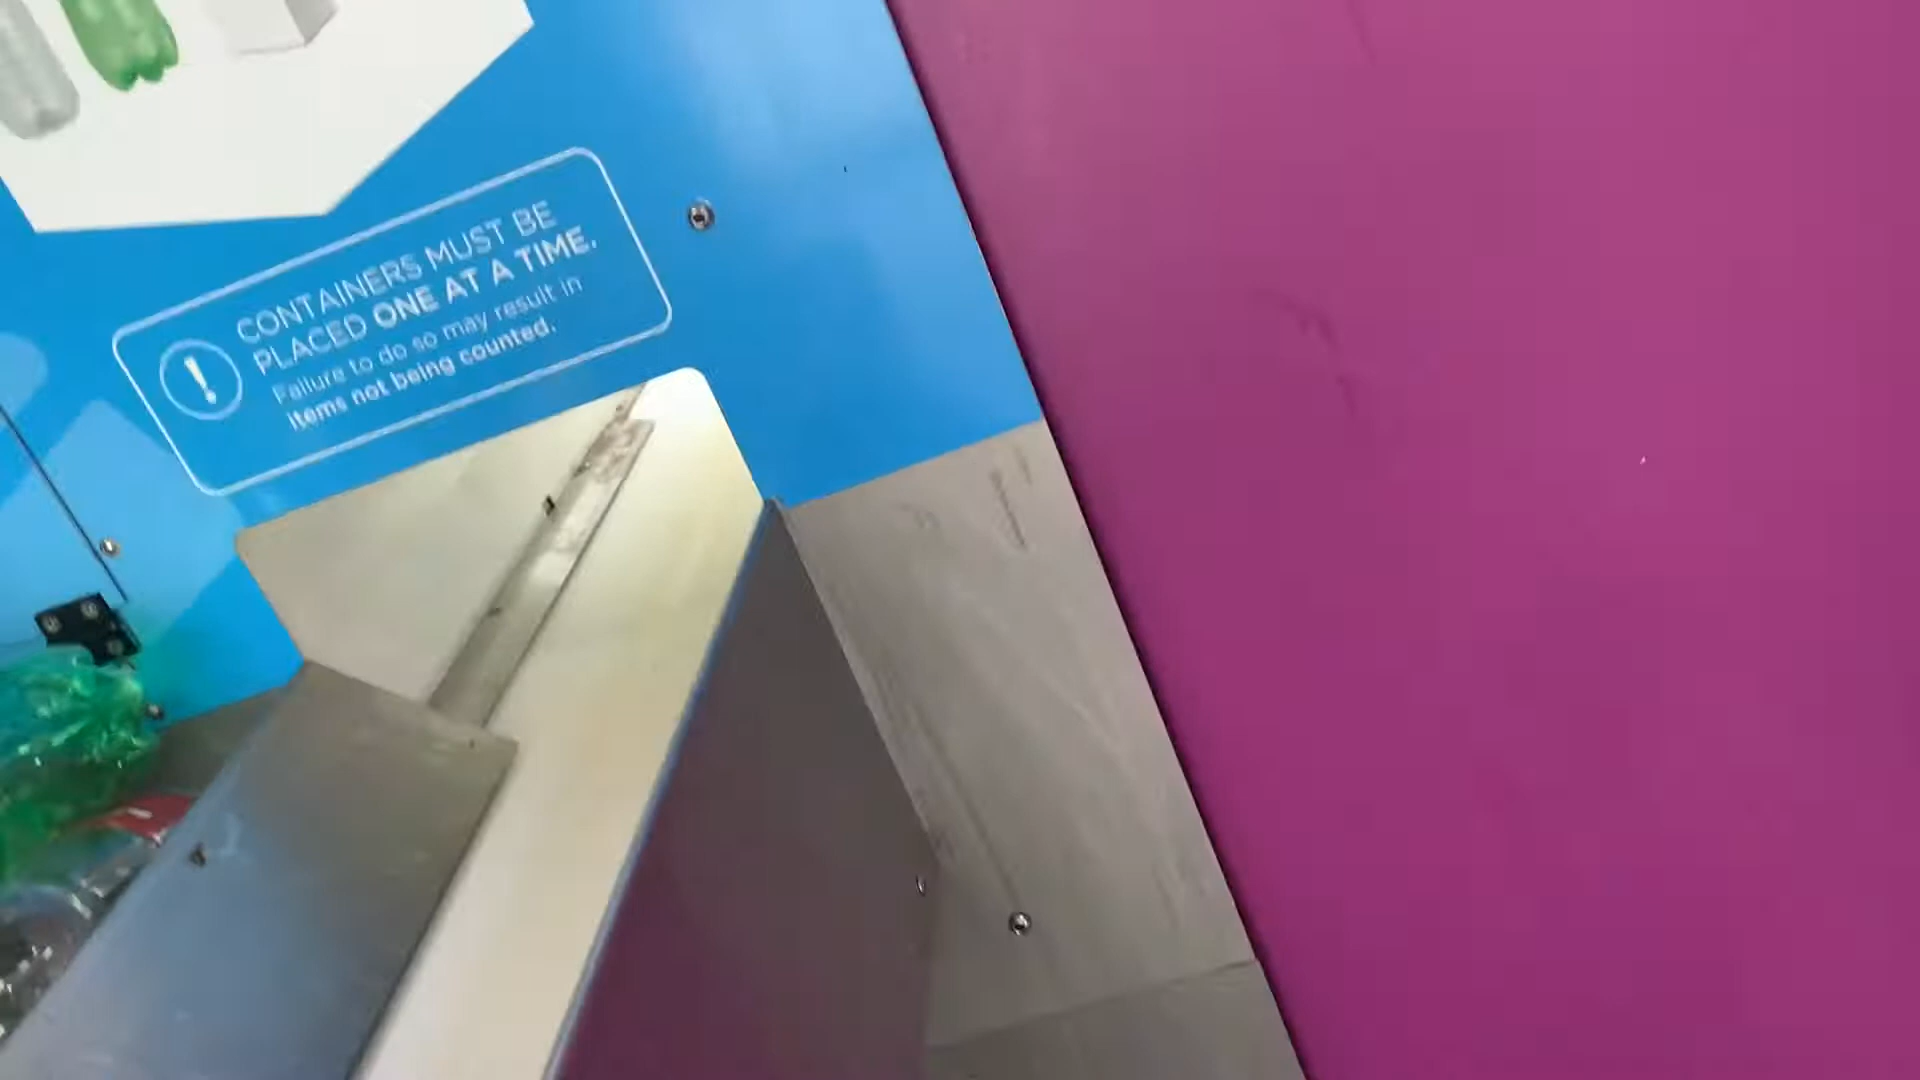 CONTAINERS MUST BE
PLACED ONE AT A TIME.
Failure to do so may result in
items not being counted.